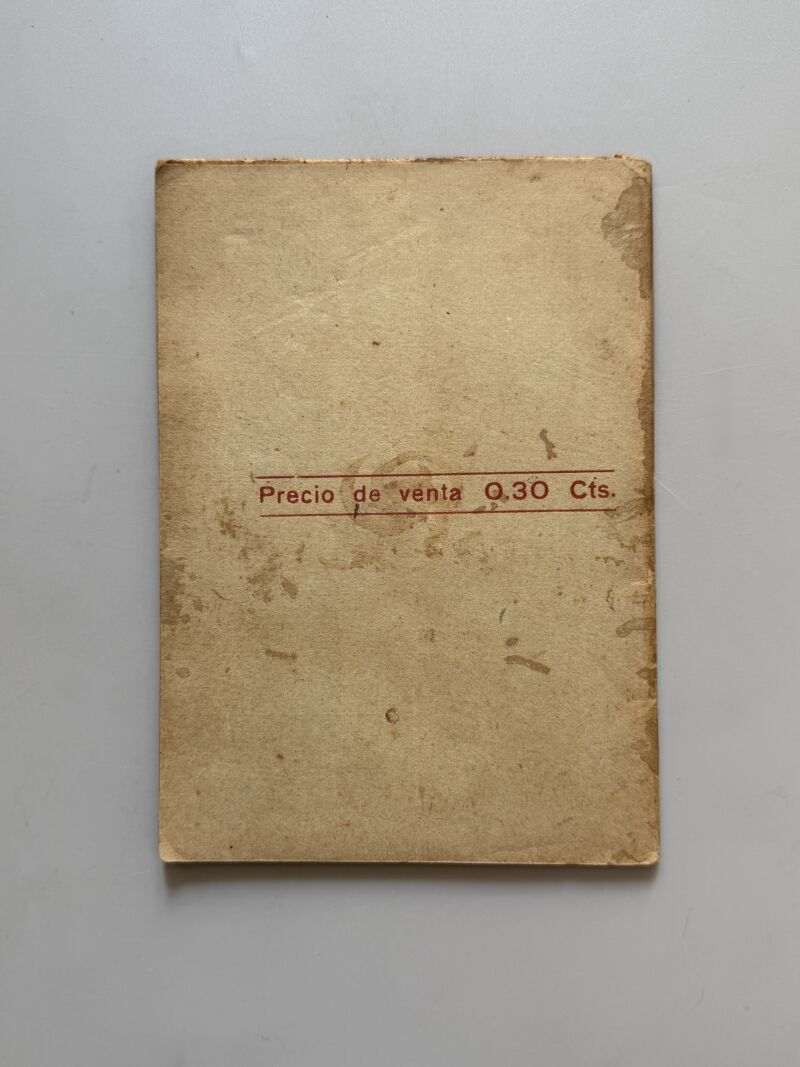 Precio de venta 0.30 Cts.